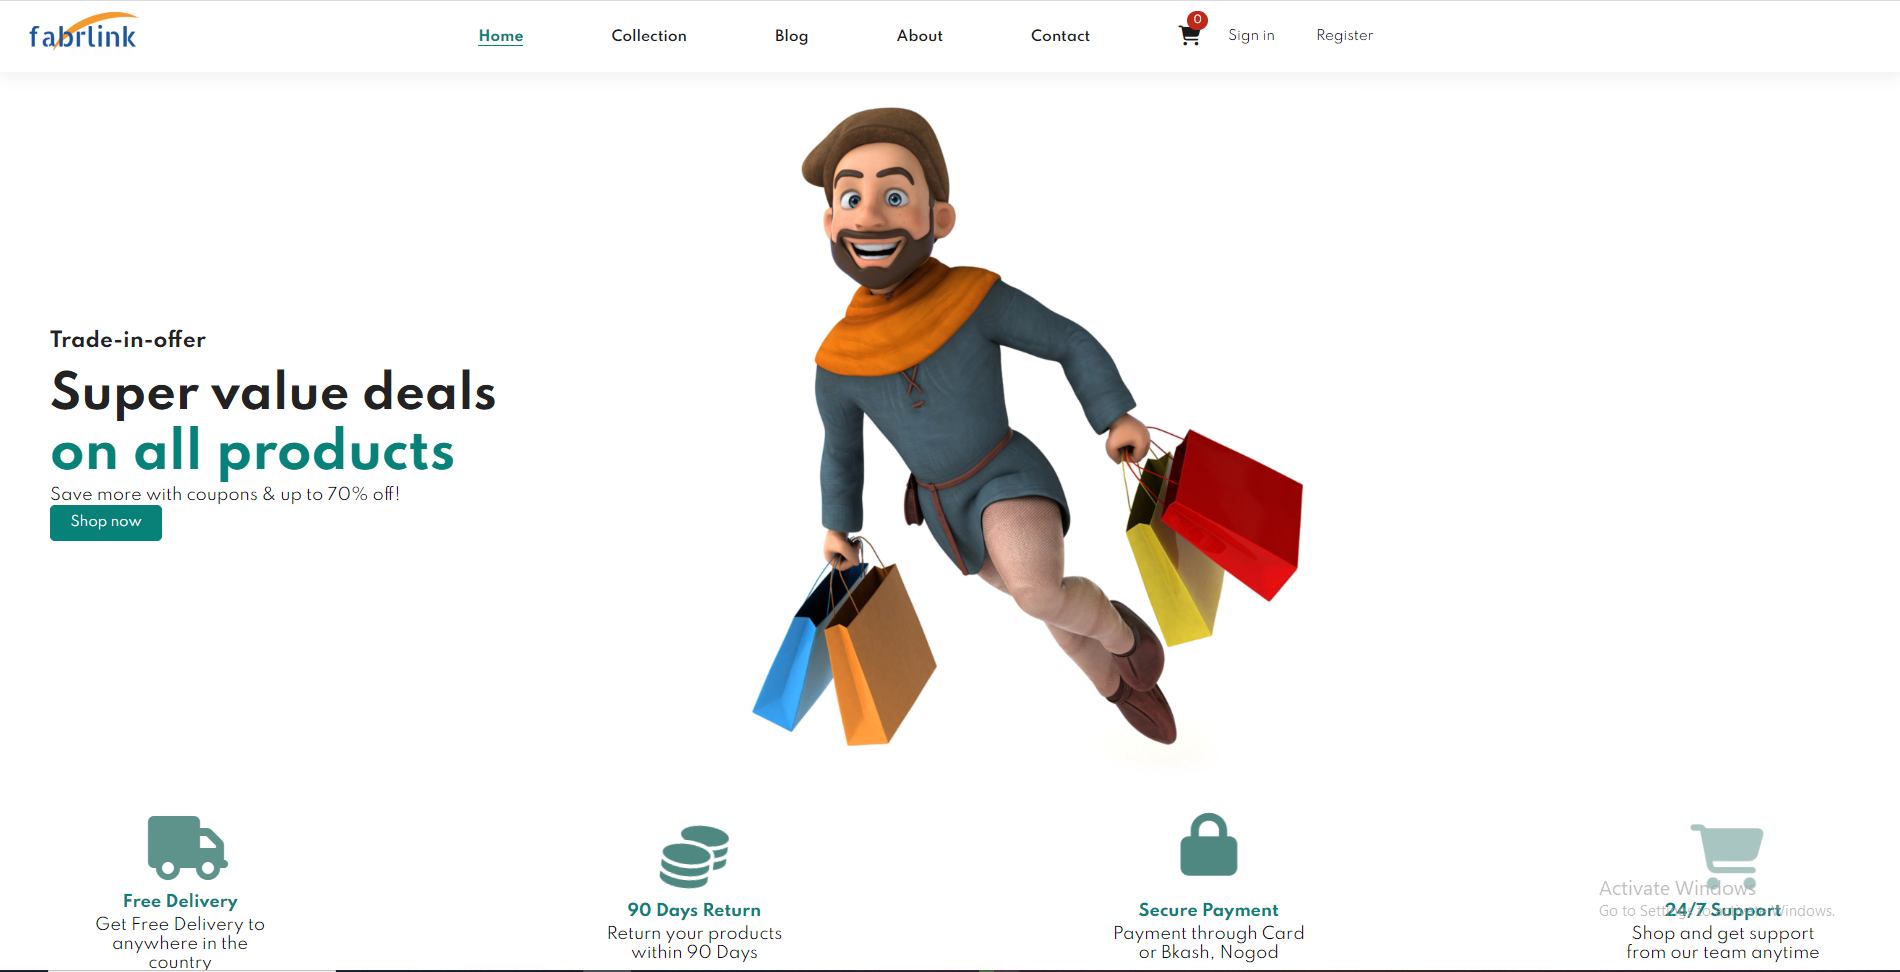 fabrlink
Home
Collection
Blog
About
Contact
0
Sign in
Register
Trade-in-offer
Super value deals
on all products
Save more with coupons & up to 70% off!
Shop now
Free Delivery
Get Free Delivery to
anywhere in the
country
90 Days Return
Return your products
within 90 Days
Secure Payment
Payment through Card
or Bkash, Nogod
24/7 Support
Shop and get support
from our team anytime
Activate Windows
Go to Settings to activate Windows.